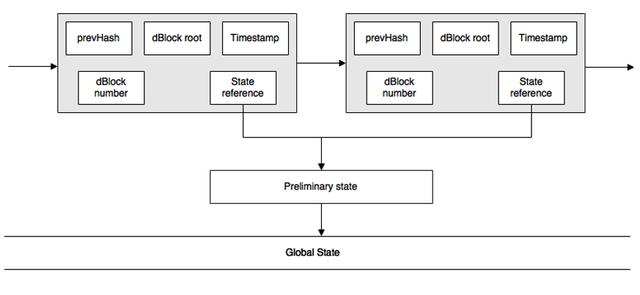 prevHash
dBlock root
Timestamp
dBlock
number
State
reference
prevHash
dBlock root
Timestamp
dBlock
number
State
reference
Preliminary state
Global State